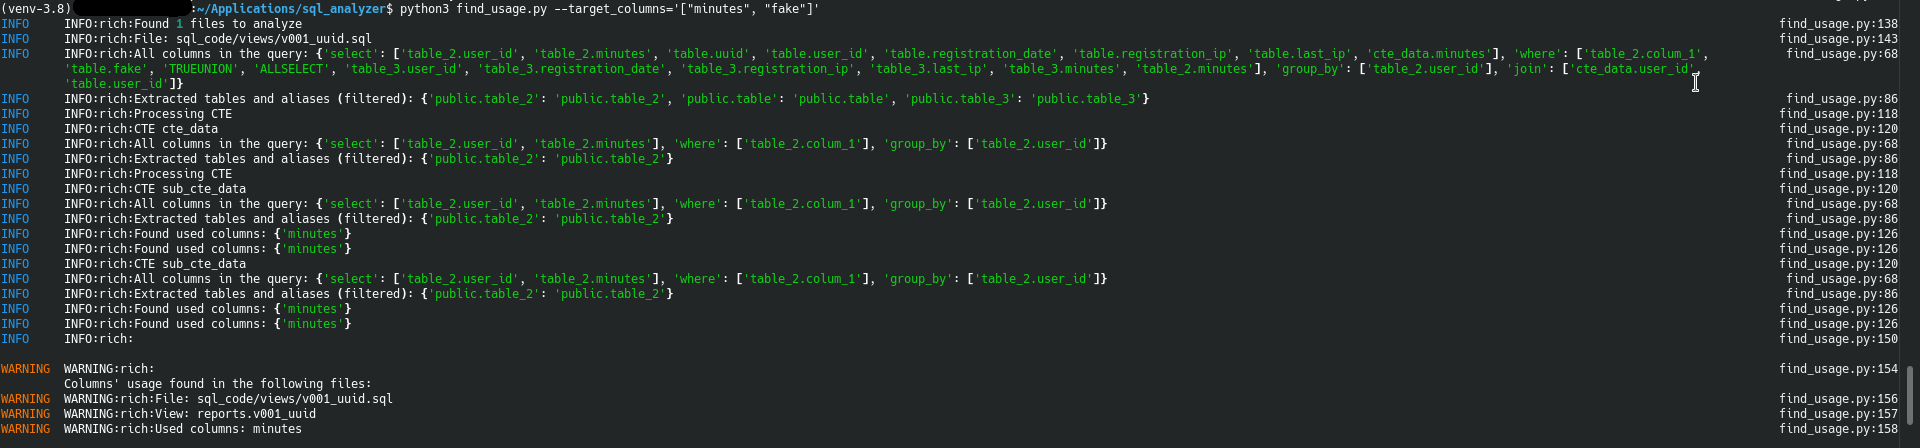 (venv-3.8) :~/Applications/sql_analyzer$ python3 find_usage.py --target_columns='["minutes", "fake"]'
INFO INFO:rich:Found 1 files to analyze find_usage.py:138
INFO INFO:rich:File: sql_code/views/v001_uuid.sql find_usage.py:143
INFO INFO:rich:All columns in the query: {'select': ['table_2.user_id', 'table_2.minutes', 'table.uuid', 'table.user_id', 'table.registration_date', 'table.registration_ip', 'table.last_ip', 'cte_data.minutes'], 'where': ['table_2.colum_1', find_usage.py:68
'table.fake', 'TRUEUNION', 'ALLSELECT', 'table_3.user_id', 'table_3.registration_date', 'table_3.registration_ip', 'table_3.last_ip', 'table_3.minutes', 'table_2.minutes'], 'group_by': ['table_2.user_id'], 'join': ['cte_data.user_id',
'table.user_id']}
INFO INFO:rich:Extracted tables and aliases (filtered): {'public.table_2': 'public.table_2', 'public.table': 'public.table', 'public.table_3': 'public.table_3'} find_usage.py:86
INFO INFO:rich:Processing CTE find_usage.py:118
INFO INFO:rich:CTE cte_data find_usage.py:120
INFO INFO:rich:All columns in the query: {'select': ['table_2.user_id', 'table_2.minutes'], 'where': ['table_2.colum_1'], 'group_by': ['table_2.user_id']} find_usage.py:68
INFO INFO:rich:Extracted tables and aliases (filtered): {'public.table_2': 'public.table_2'} find_usage.py:86
INFO INFO:rich:Processing CTE find_usage.py:118
INFO INFO:rich:CTE sub_cte_data find_usage.py:120
INFO INFO:rich:All columns in the query: {'select': ['table_2.user_id', 'table_2.minutes'], 'where': ['table_2.colum_1'], 'group_by': ['table_2.user_id']} find_usage.py:68
INFO INFO:rich:Extracted tables and aliases (filtered): {'public.table_2': 'public.table_2'} find_usage.py:86
INFO INFO:rich:Found used columns: {'minutes'} find_usage.py:126
INFO INFO:rich:Found used columns: {'minutes'} find_usage.py:126
INFO INFO:rich:CTE sub_cte_data find_usage.py:120
INFO INFO:rich:All columns in the query: {'select': ['table_2.user_id', 'table_2.minutes'], 'where': ['table_2.colum_1'], 'group_by': ['table_2.user_id']} find_usage.py:68
INFO INFO:rich:Extracted tables and aliases (filtered): {'public.table_2': 'public.table_2'} find_usage.py:86
INFO INFO:rich:Found used columns: {'minutes'} find_usage.py:126
INFO INFO:rich:Found used columns: {'minutes'} find_usage.py:126
INFO INFO:rich: find_usage.py:150
WARNING WARNING:rich: find_usage.py:154
Columns' usage found in the following files:
WARNING WARNING:rich:File: sql_code/views/v001_uuid.sql find_usage.py:156
WARNING WARNING:rich:View: reports.v001_uuid find_usage.py:157
WARNING WARNING:rich:Used columns: minutes find_usage.py:158